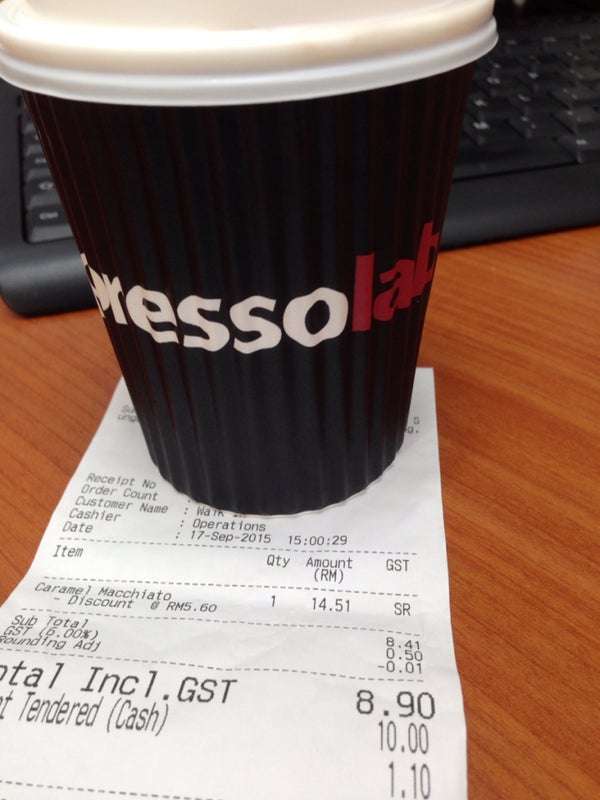 pressolab
Receipt No
Order Count
Customer Name : Walk in
Cashier : Operations
Date : 17-Sep-2015 15:00:29
Item Qty Amount (RM) GST
Caramel Macchiato 1 14.51 SR
- Discount @ RM5.60
Sub Total 8.41
GST (6.00%) 0.50
Rounding Adj -0.01
otal Incl.GST 8.90
t Tendered (Cash) 10.00
1.10